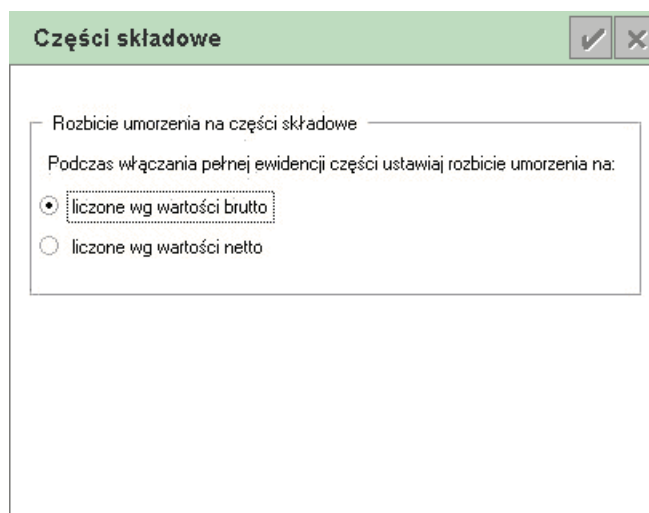 Części składowe
Rozbicie umorzenia na części składowe
Podczas włączania pełnej ewidencji części ustawiaj rozbicie umorzenia na:
liczone wg wartości brutto
liczone wg wartości netto